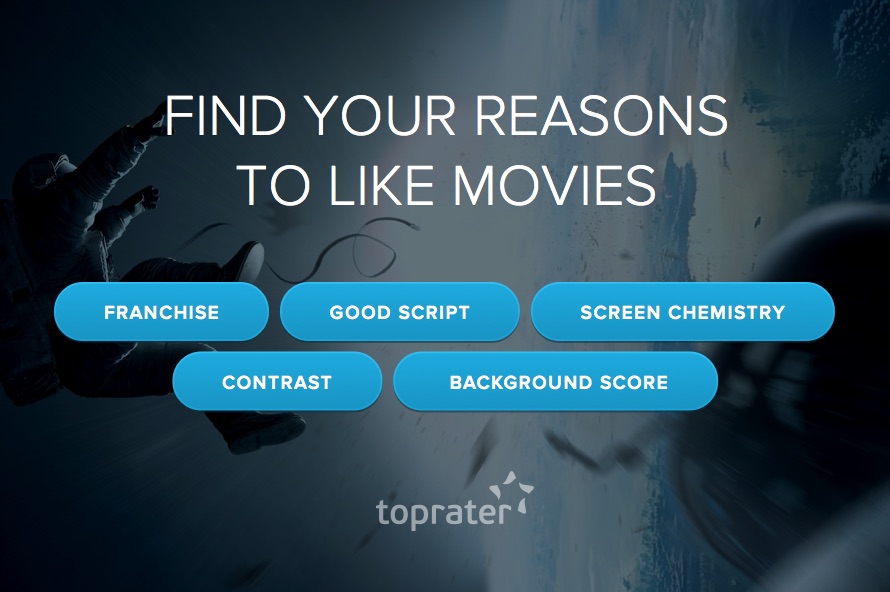 FIND YOUR REASONS
TO LIKE MOVIES
FRANCHISE GOOD SCRIPT SCREEN CHEMISTRY
CONTRAST BACKGROUND SCORE
toprater